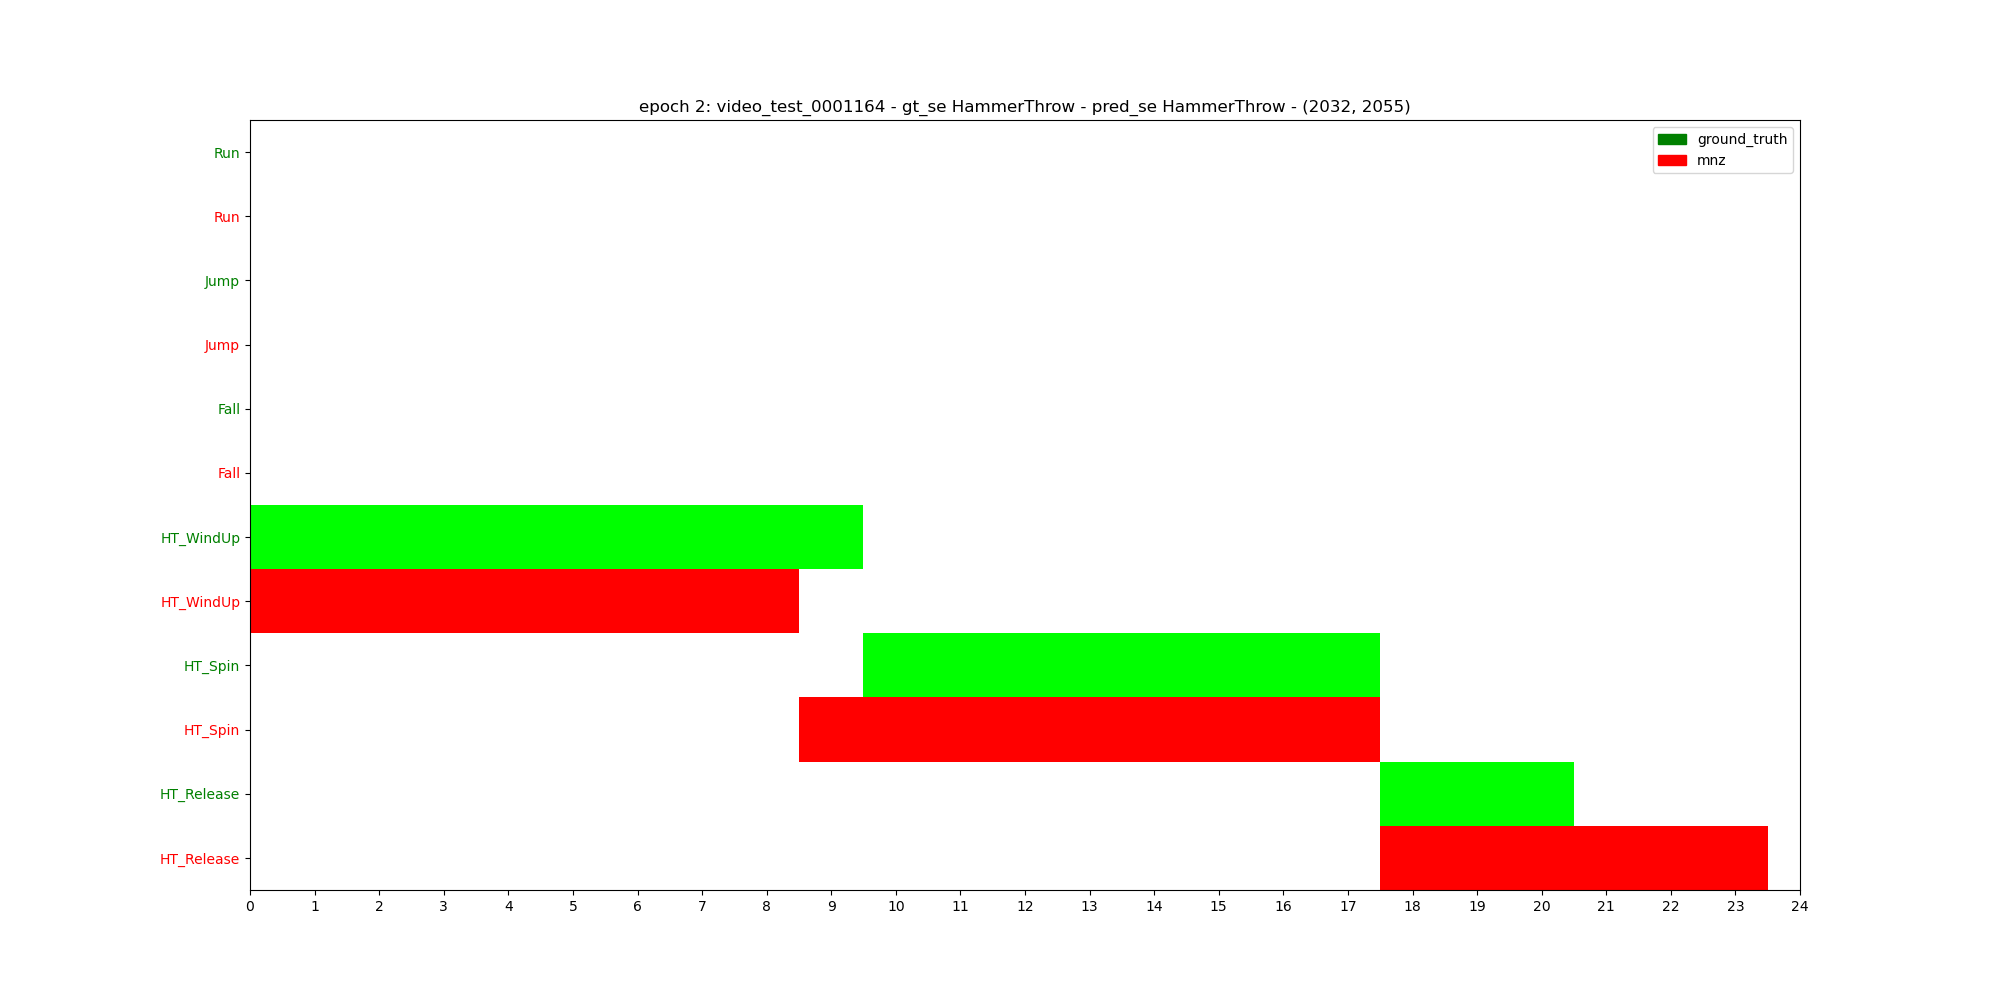 epoch 2: video_test_0001164 - gt_se HammerThrow - pred_se HammerThrow - (2032, 2055)
ground_truth
mnz
Run
Run
Jump
Jump
Fall
Fall
HT_WindUp
HT_WindUp
HT_Spin
HT_Spin
HT_Release
HT_Release
0 1 2 3 4 5 6 7 8 9 10 11 12 13 14 15 16 17 18 19 20 21 22 23 24